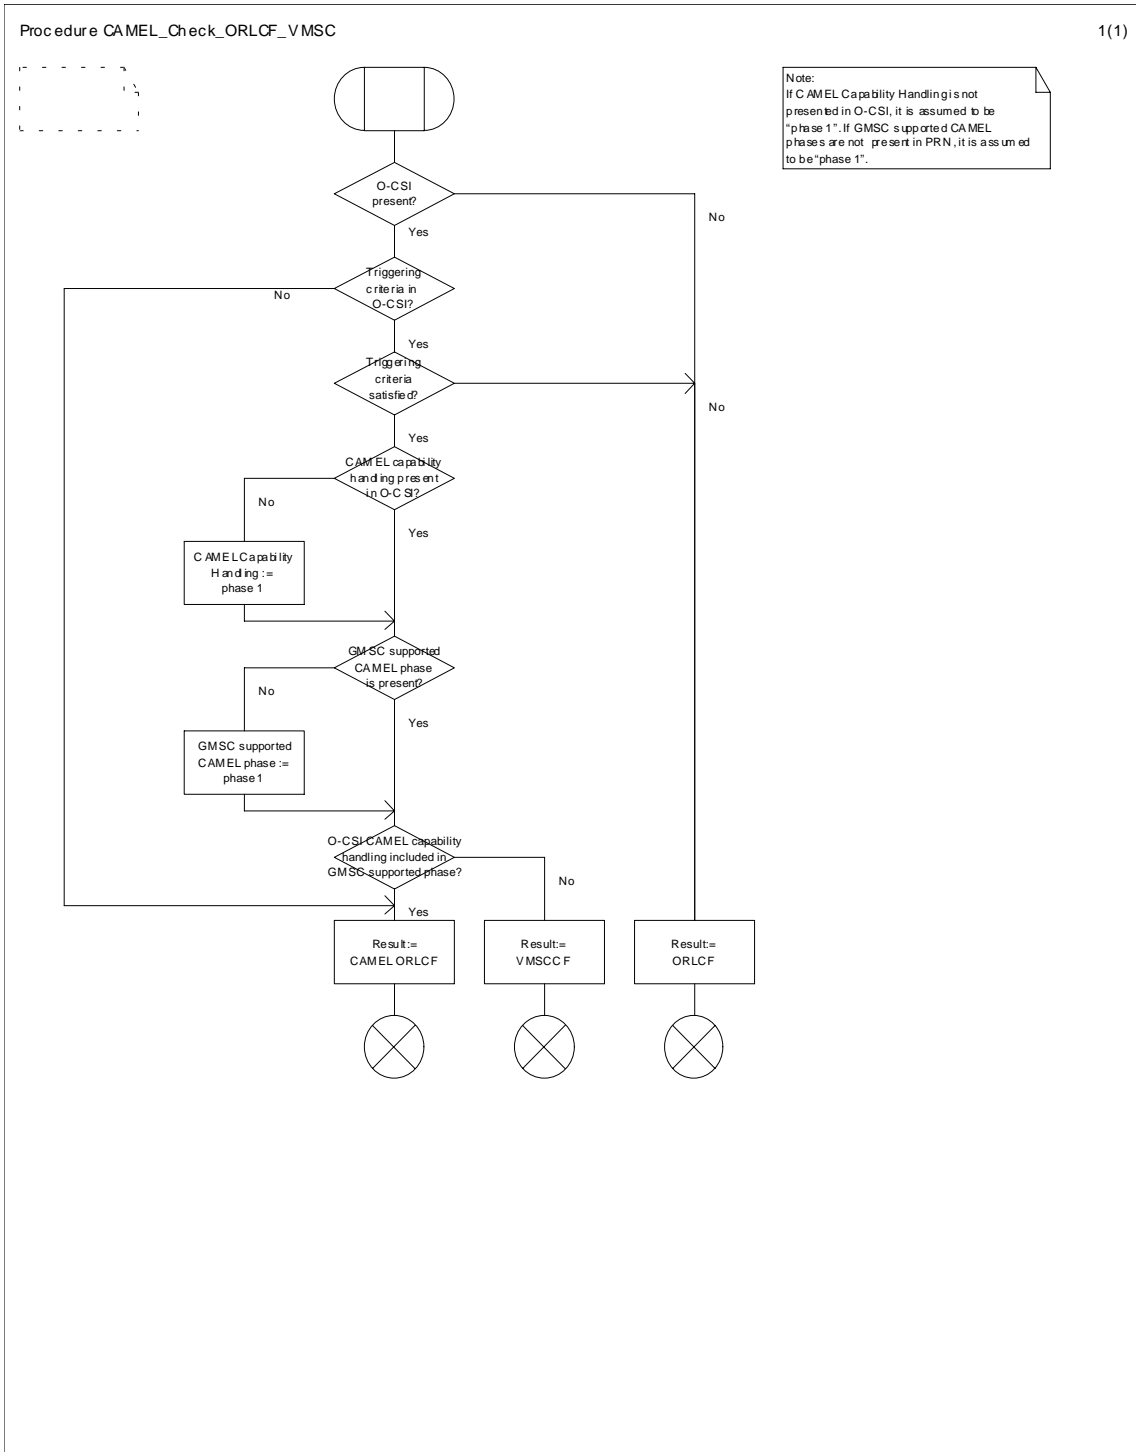 Procedure CAMEL_Check_ORLCF_VMSC
1(1)
Note:
If CAMEL Capability Handling is not
presented in O-CSI, it is assumed to be
“phase 1”. If GMSC supported CAMEL
phases are not present in PRN, it is assumed
to be “phase 1”.
O-CSI
present?
No
Yes
Triggering
criteria in
O-CSI?
No
Yes
Triggering
criteria
satisfied?
No
Yes
CAMEL capability
handling present
in O-CSI?
No
Yes
CAMEL Capability
Handling :=
phase 1
GMSC supported
CAMEL phase
is present?
No
Yes
GMSC supported
CAMEL phase :=
phase 1
O-CSI CAMEL capability
handling included in
GMSC supported phase?
No
Yes
Result:=
CAMEL ORLCF
Result:=
VMSCCF
Result:=
ORLCF